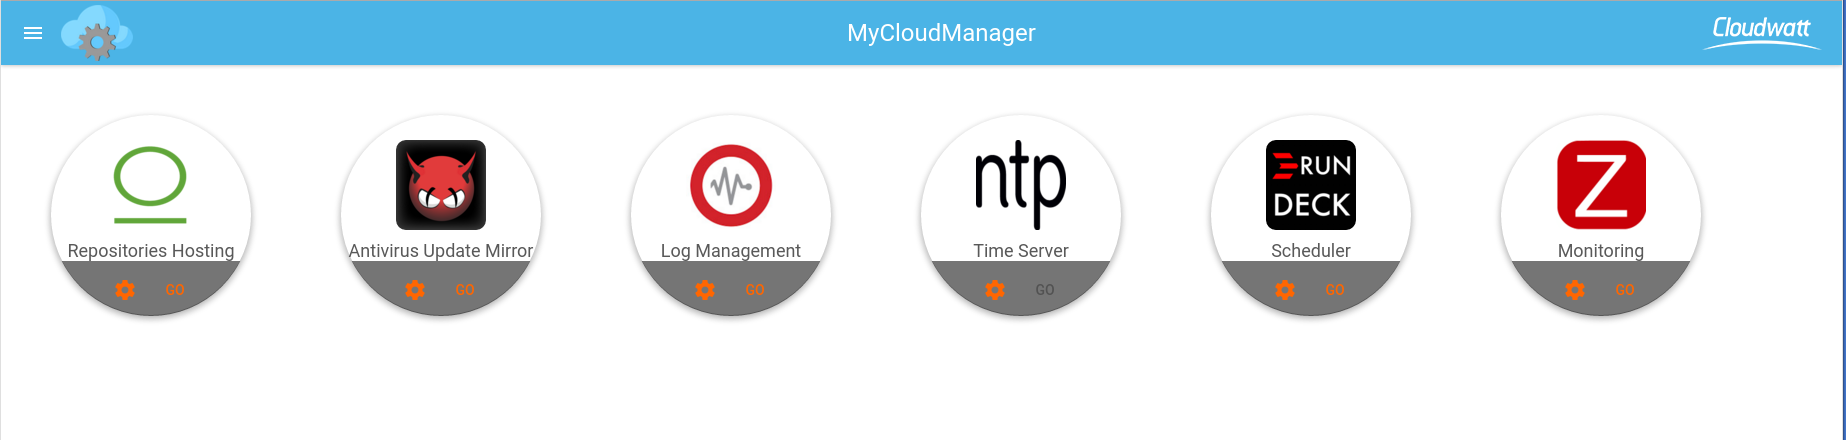 MyCloudManager
Cloudwatt
ntp
RUN
DECK
Z
Repositories Hosting
Antivirus Update Mirror
Log Management
Time Server
Scheduler
Monitoring
GO
GO
GO
GO
GO
GO